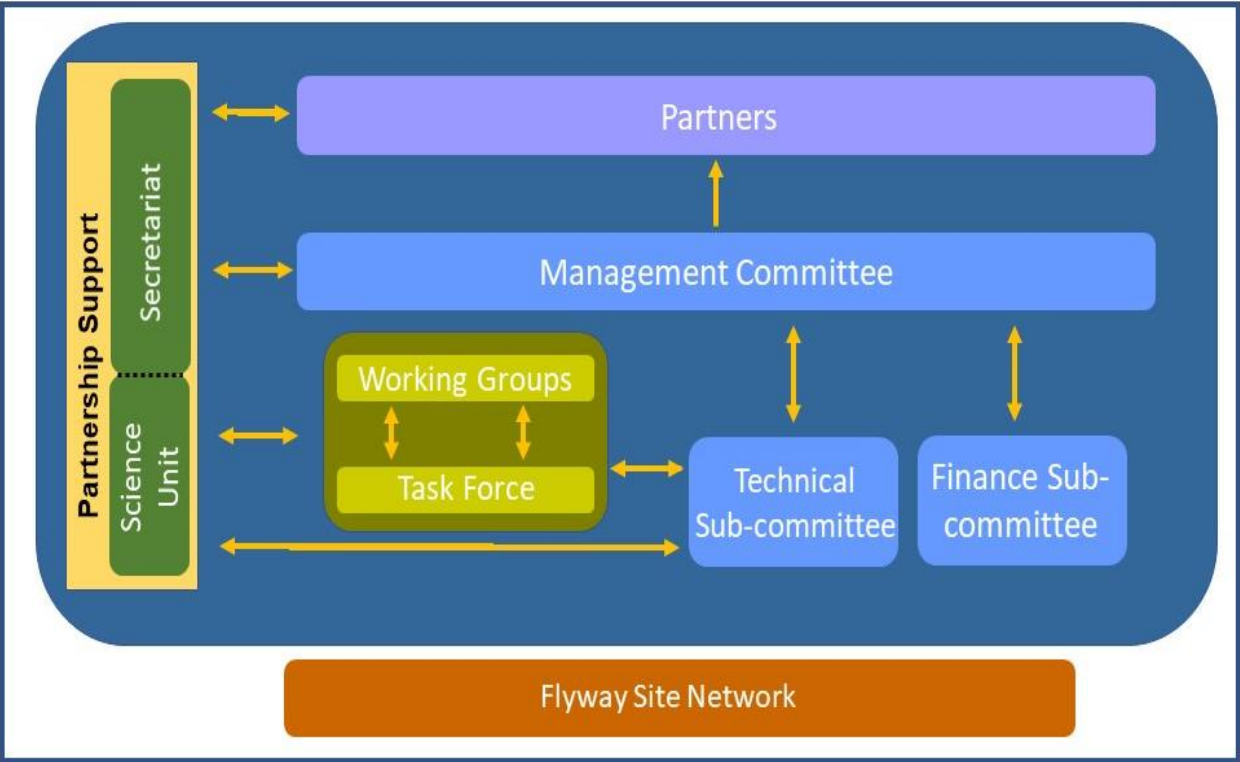 Partnership Support
Secretariat
Science
Unit
Partners
Management Committee
Working Groups
Task Force
Technical
Sub-committee
Finance Sub-
committee
Flyway Site Network